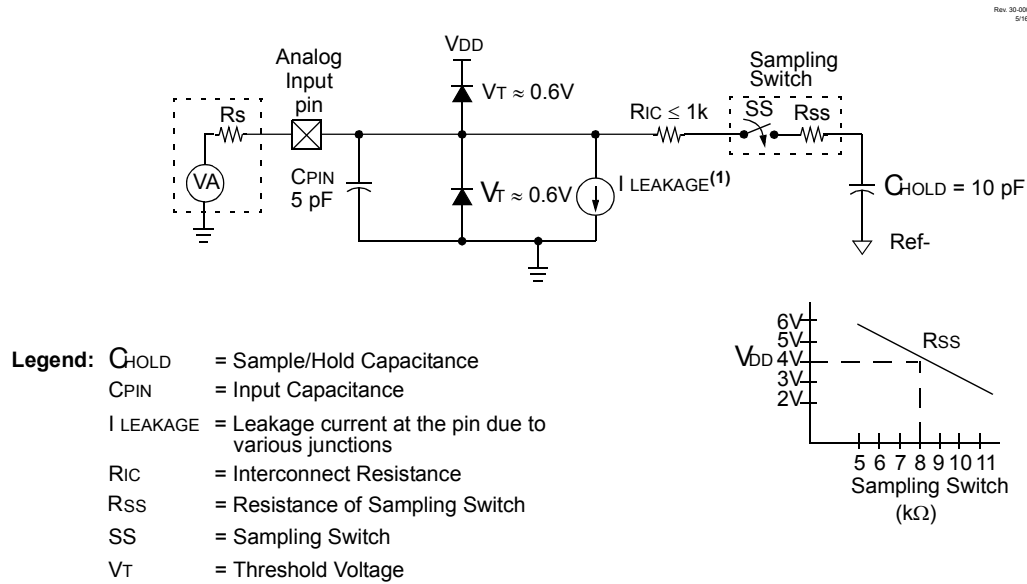 Rev. 30-00
5/16
VDD
Analog
Input
pin
Sampling
Switch
VT ≈ 0.6V
RIC ≤ 1k
SS
RSS
Rs
VA
CPIN
5 pF
VT ≈ 0.6V
I LEAKAGE(1)
CHOLD = 10 pF
Ref-
Legend: CHOLD = Sample/Hold Capacitance
CPIN = Input Capacitance
I LEAKAGE = Leakage current at the pin due to
various junctions
RIC = Interconnect Resistance
RSS = Resistance of Sampling Switch
SS = Sampling Switch
VT = Threshold Voltage
6V
5V
VDD 4V
3V
2V
RSS
5 6 7 8 9 10 11
Sampling Switch
(kΩ)